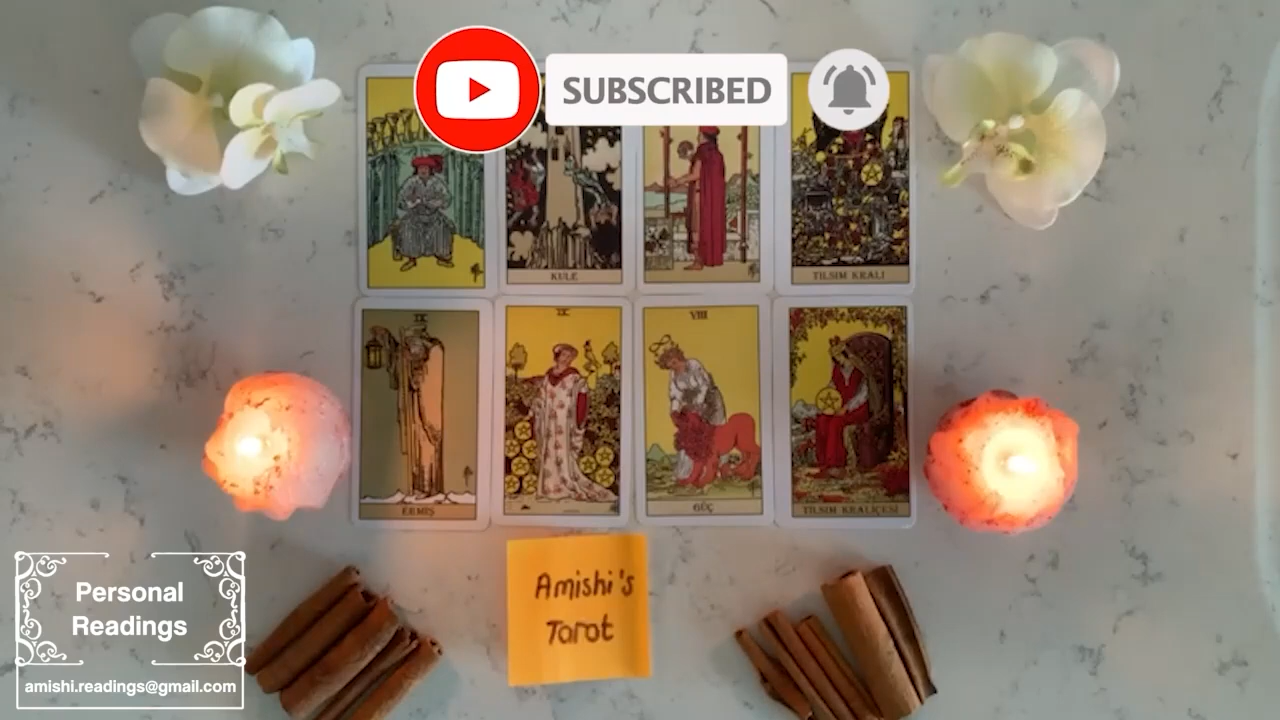 SUBSCRIBED
KULE
TILSIM KRALI
IX
IX
VIII
ERMİŞ
GÜÇ
TILSIM KRALİÇESİ
Amishi's
Tarot
Personal
Readings
amishi.readings@gmail.com